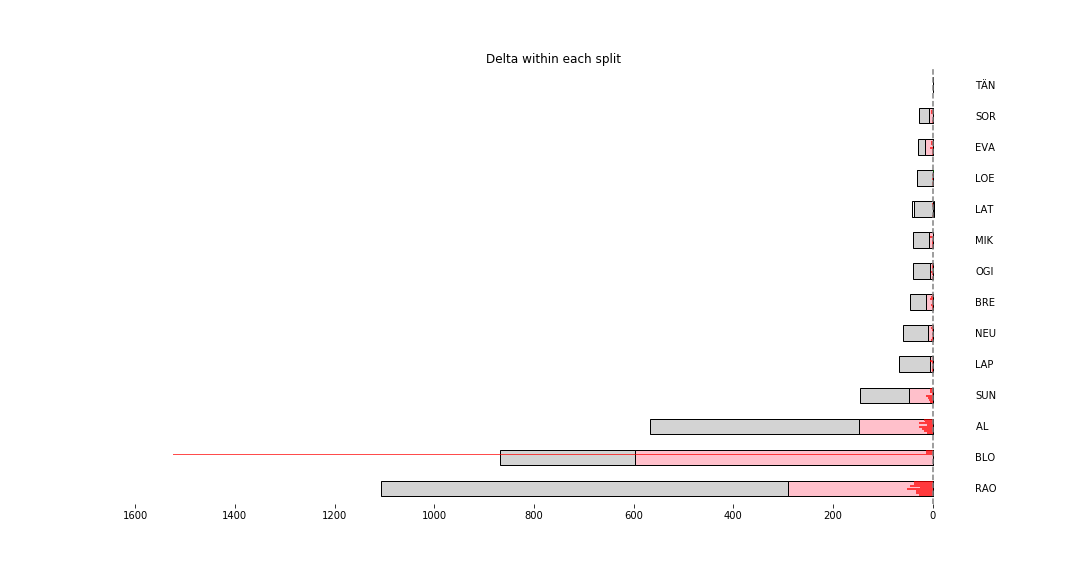 Delta within each split
TÄN
SOR
EVA
LOE
LAT
MIK
OGI
BRE
NEU
LAP
SUN
AL
BLO
RAO
1600 1400 1200 1000 800 600 400 200 0